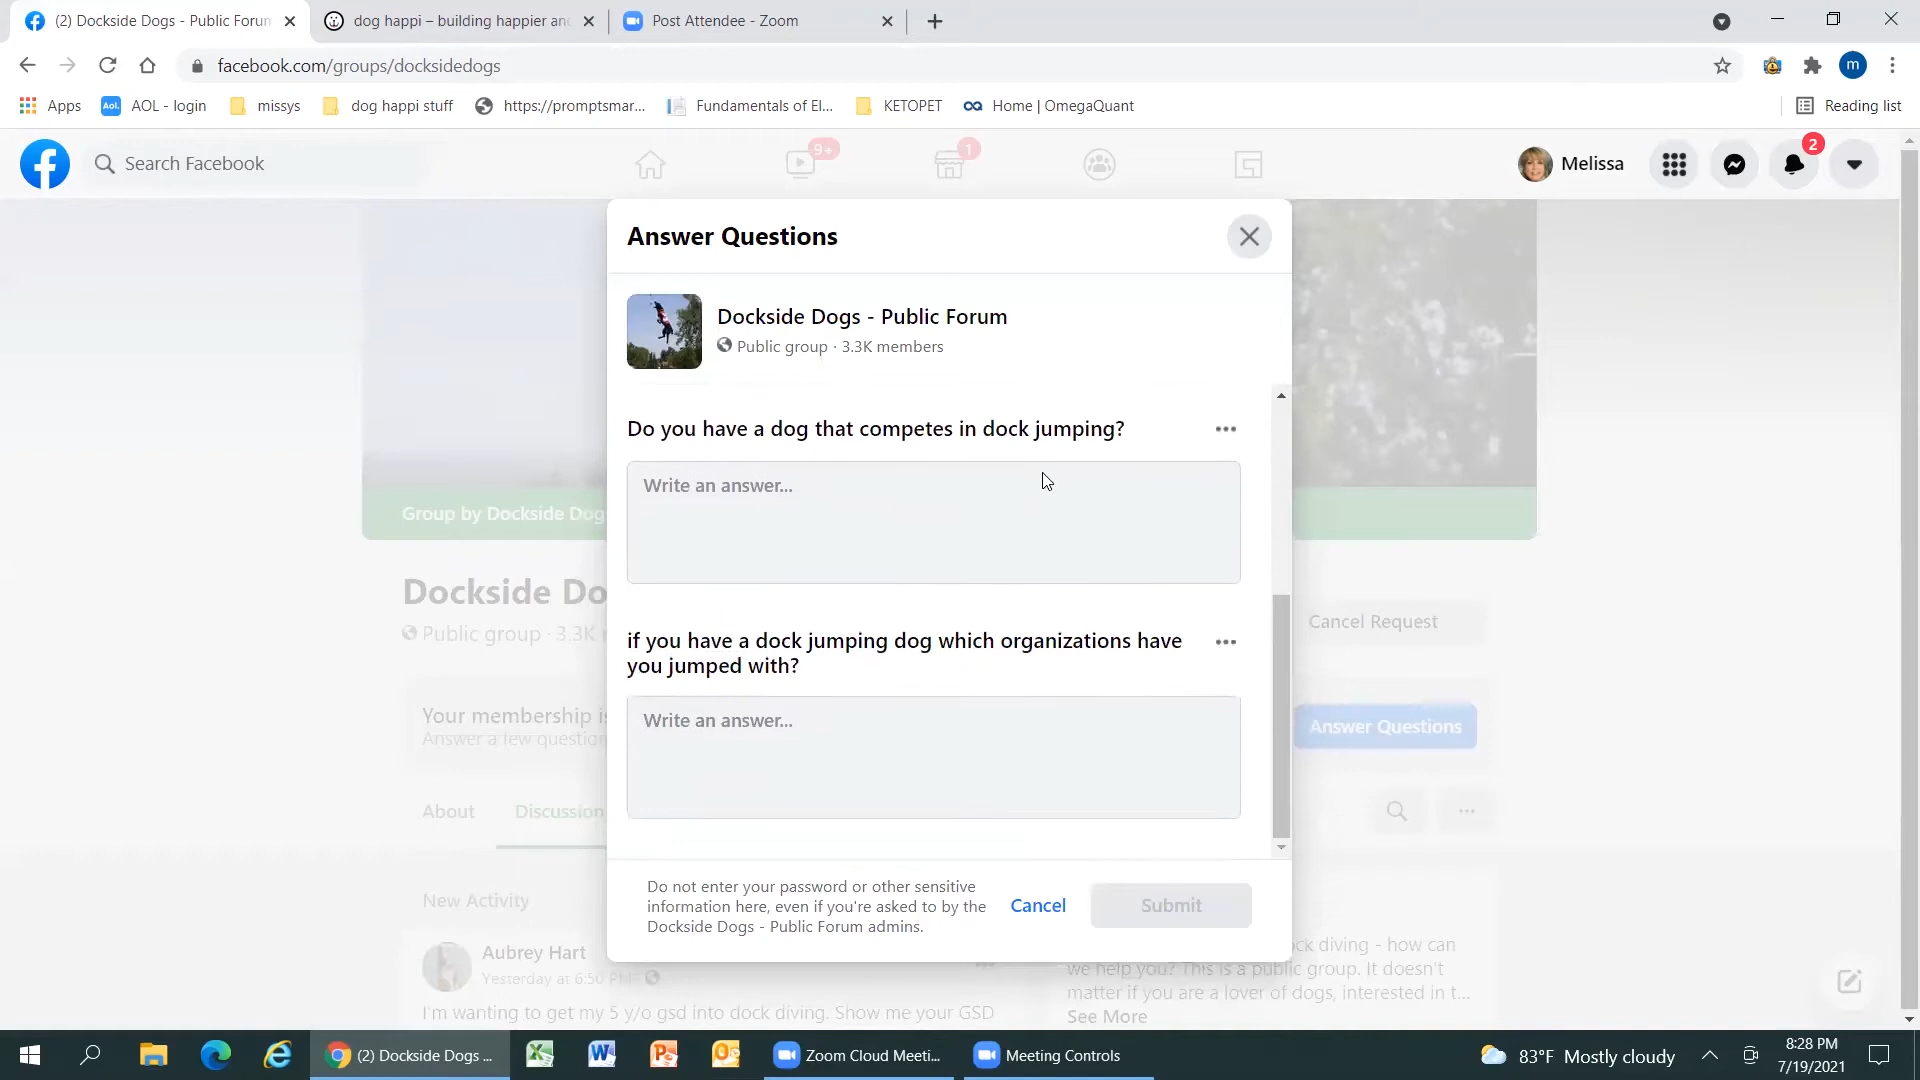 (2) Dockside Dogs - Public Forun
dog happi – building happier an
Post Attendee - Zoom
facebook.com/groups/docksidedogs
m
Apps
Aol.
AOL - login
missys
dog happi stuff
https://promptsmar...
Fundamentals of El...
KETOPET
Home | OmegaQuant
Reading list
Search Facebook
9+
1
Melissa
2
Answer Questions
Dockside Dogs - Public Forum
Public group · 3.3K members
Do you have a dog that competes in dock jumping?
Write an answer...
if you have a dock jumping dog which organizations have
you jumped with?
Write an answer...
Do not enter your password or other sensitive
information here, even if you're asked to by the
Dockside Dogs - Public Forum admins.
Cancel
Submit
Group by Dockside Dog
Dockside Do
Public group · 3.3K
Cancel Request
Your membership is
Answer a few question
Answer Questions
About
Discussion
New Activity
Aubrey Hart
Yesterday at 6:50 PM
I'm wanting to get my 5 y/o gsd into dock diving. Show me your GSD
ck diving - how can
we help you? This is a public group. It doesn't
matter if you are a lover of dogs, interested in t...
See More
(2) Dockside Dogs ...
Zoom Cloud Meeti...
Meeting Controls
83°F Mostly cloudy
8:28 PM
7/19/2021